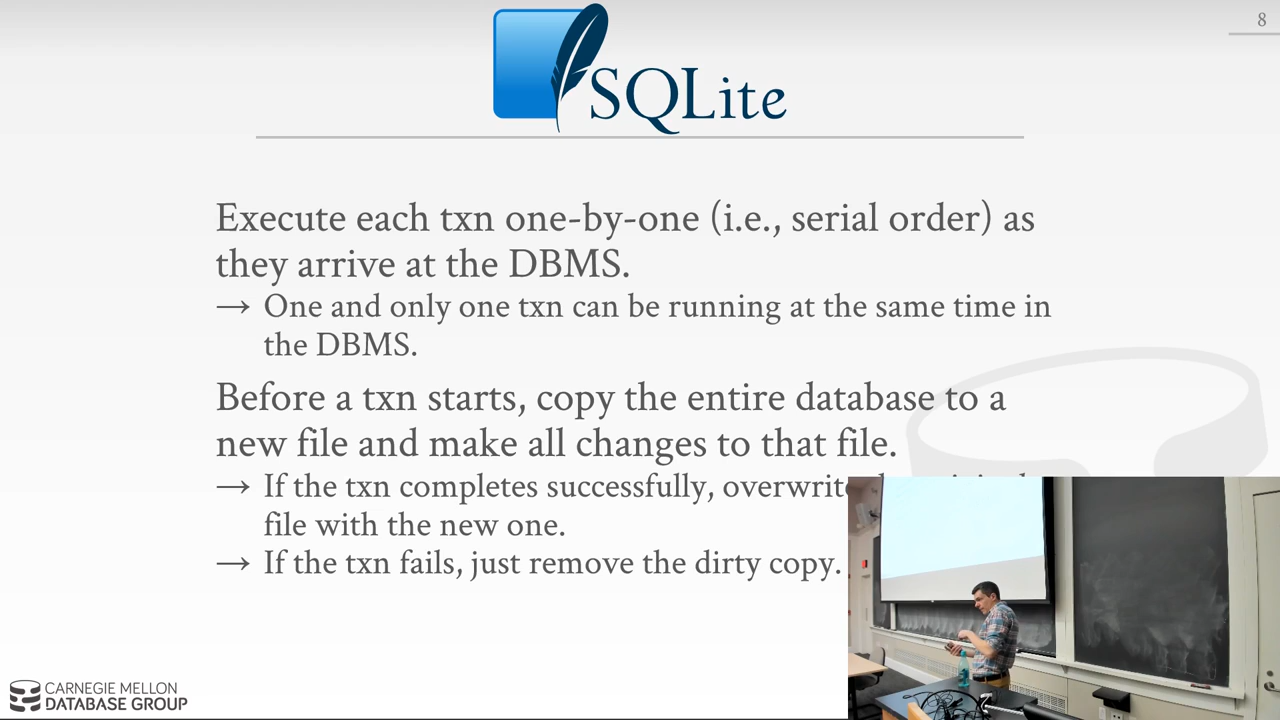 8
SQLite
Execute each txn one-by-one (i.e., serial order) as
they arrive at the DBMS.
→ One and only one txn can be running at the same time in
the DBMS.
Before a txn starts, copy the entire database to a
new file and make all changes to that file.
→ If the txn completes successfully, overwrite
file with the new one.
→ If the txn fails, just remove the dirty copy.
CARNEGIE MELLON
DATABASE GROUP